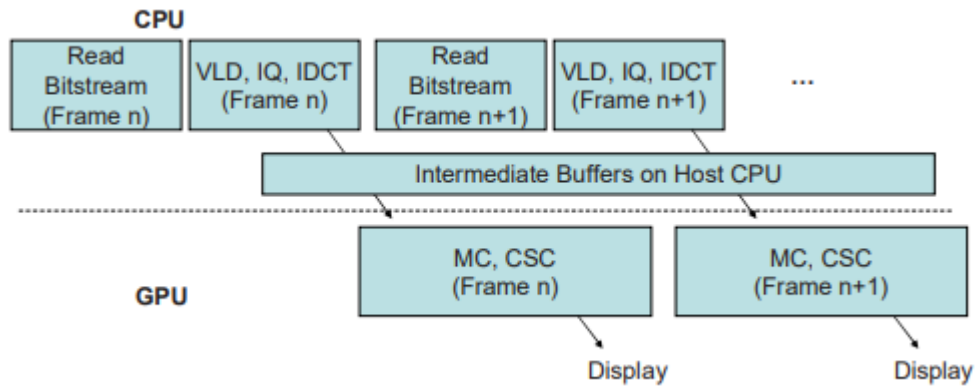 CPU
Read
Bitstream
(Frame n)
VLD, IQ, IDCT
(Frame n)
Read
Bitstream
(Frame n+1)
VLD, IQ, IDCT
(Frame n+1)
...
Intermediate Buffers on Host CPU
GPU
MC, CSC
(Frame n)
MC, CSC
(Frame n+1)
Display
Display